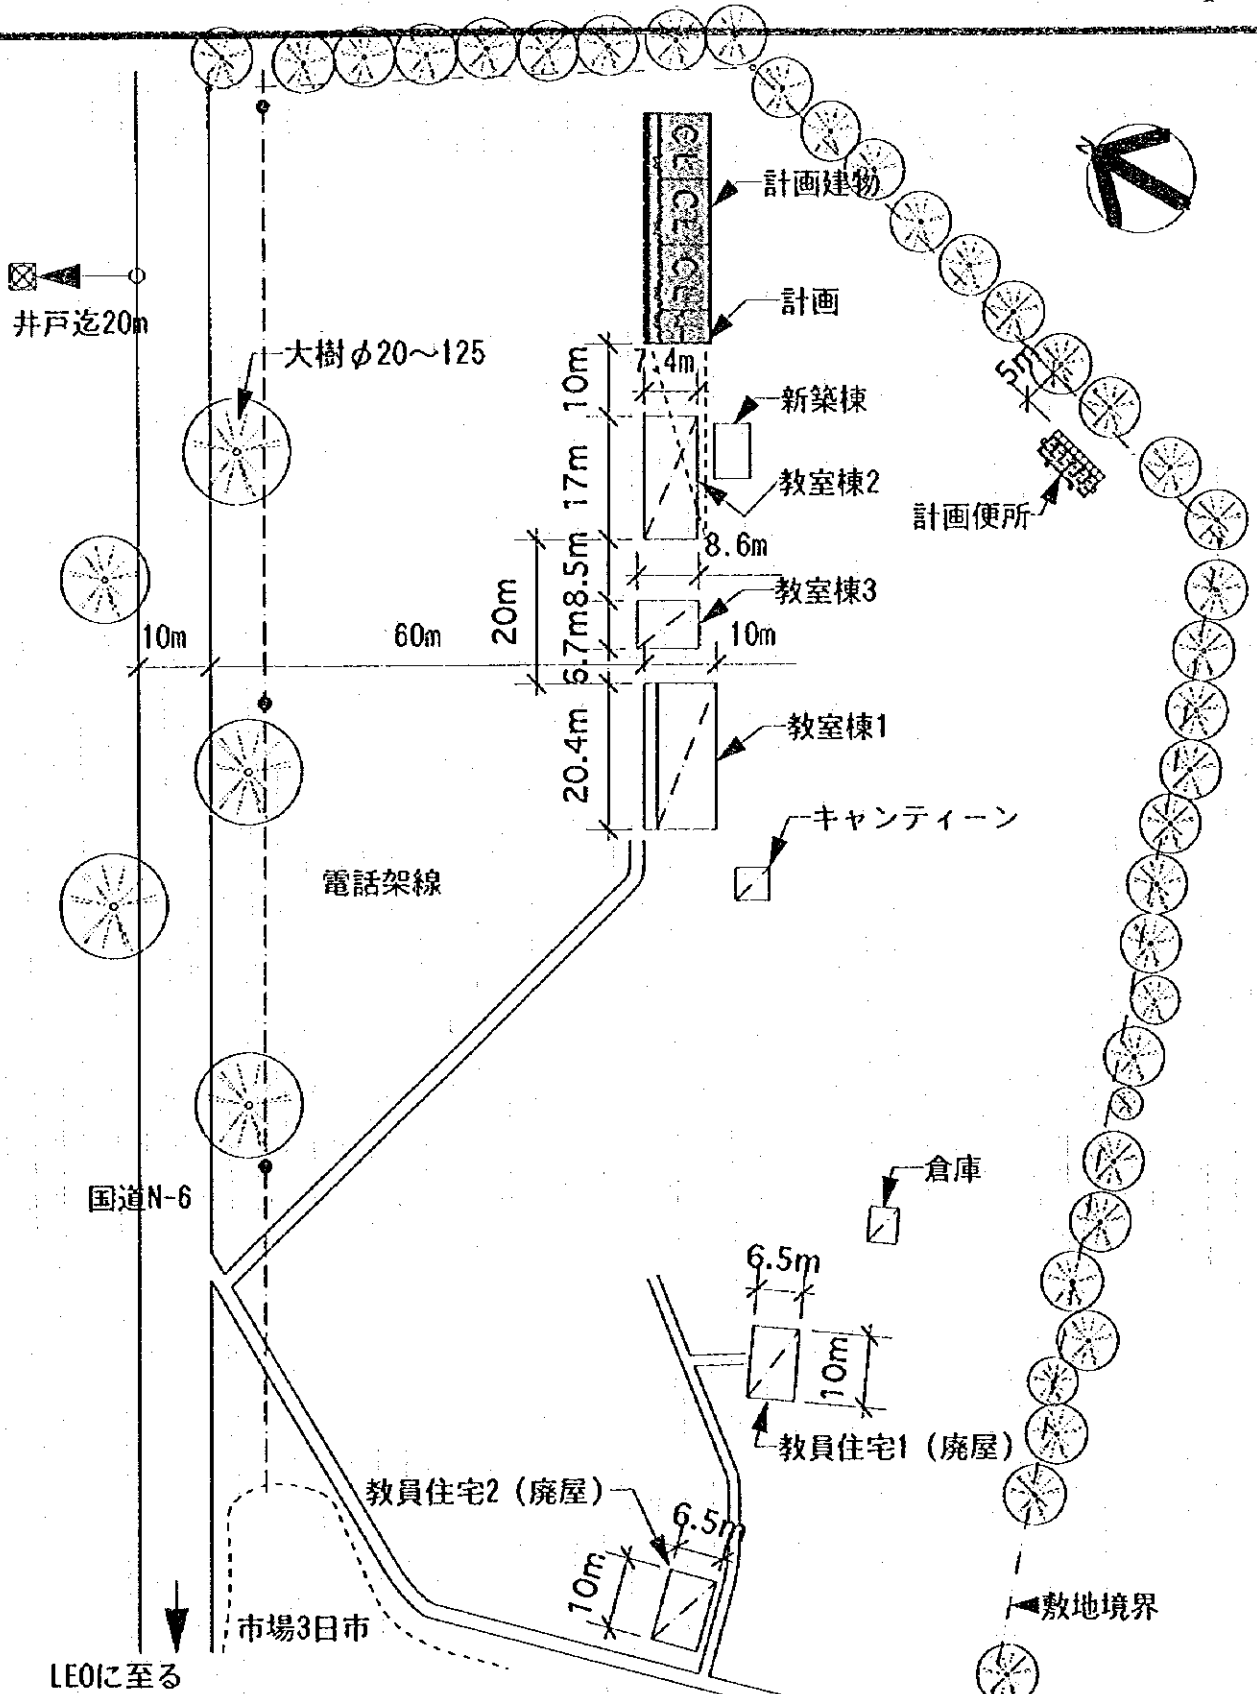 N
CL
CL
CL
計画建物
井戸迄20m
計画
大樹φ20〜125
10m
7.4m
5m
新築棟
17m
教室棟2
計画便所
8.6m
8.5m
教室棟3
20m
10m
60m
6.7m
10m
20.4m
教室棟1
キャンティーン
電話架線
国道N-6
倉庫
6.5m
10m
教員住宅1（廃屋）
教員住宅2（廃屋）
6.5m
10m
敷地境界
市場3日市
LEOに至る